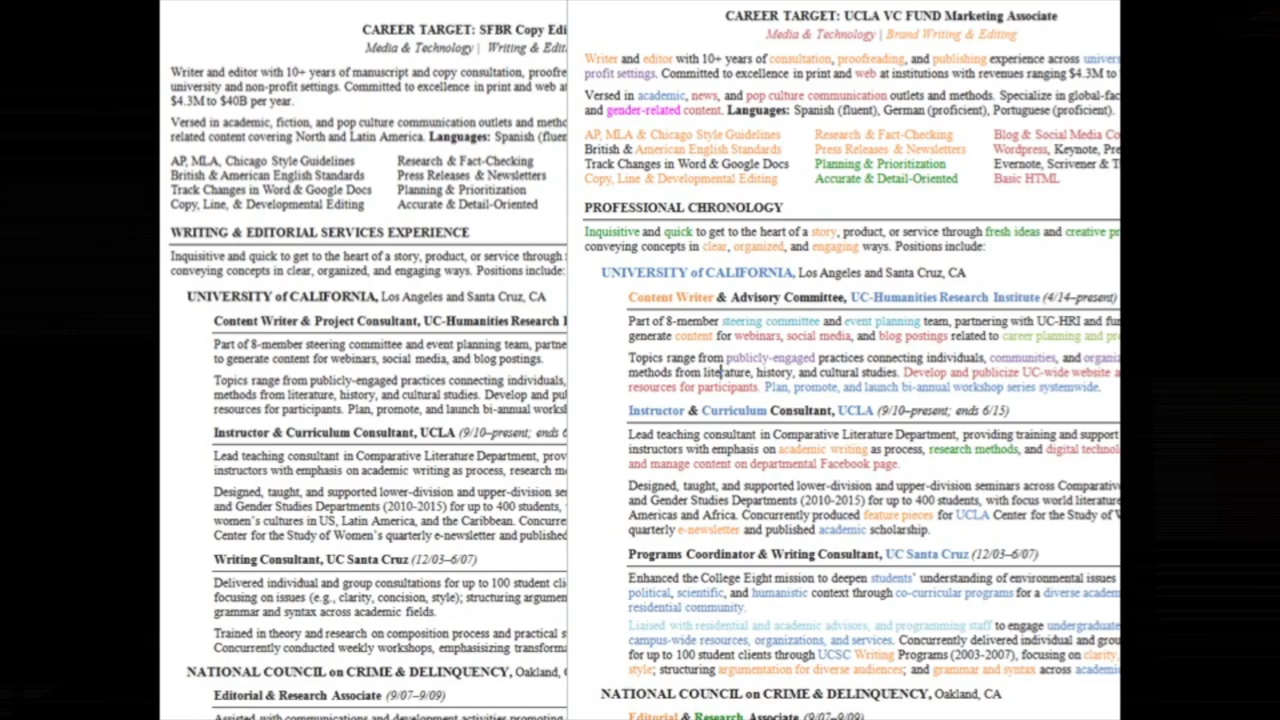 CAREER TARGET: SFBR Copy Edi
Media & Technology | Writing & Edit
Writer and editor with 10+ years of manuscript and copy consultation, proofre
university and non-profit settings. Committed to excellence in print and web at
$4.3M to $40B per year.
Versed in academic, fiction, and pop culture communication outlets and metho
related content covering North and Latin America. Languages: Spanish (fluen
AP, MLA, Chicago Style Guidelines
British & American English Standards
Track Changes in Word & Google Docs
Copy, Line, & Developmental Editing
Research & Fact-Checking
Press Releases & Newsletters
Planning & Prioritization
Accurate & Detail-Oriented
WRITING & EDITORIAL SERVICES EXPERIENCE
Inquisitive and quick to get to the heart of a story, product, or service through
conveying concepts in clear, organized, and engaging ways. Positions include:
UNIVERSITY of CALIFORNIA, Los Angeles and Santa Cruz, CA
Content Writer & Project Consultant, UC-Humanities Research I
Part of 8-member steering committee and event planning team, partne
to generate content for webinars, social media, and blog postings.
Topics range from publicly-engaged practices connecting individuals,
methods from literature, history, and cultural studies. Develop and pul
resources for participants. Plan, promote, and launch bi-annual worksl
Instructor & Curriculum Consultant, UCLA (9/10–present; ends 6
Lead teaching consultant in Comparative Literature Department, prov
instructors with emphasis on academic writing as process, research m
Designed, taught, and supported lower-division and upper-division se
and Gender Studies Departments (2010-2015) for up to 400 students,
women's cultures in US, Latin America, and the Caribbean. Concurre
Center for the Study of Women's quarterly e-newsletter and published
Writing Consultant, UC Santa Cruz (12/03–6/07)
Delivered individual and group consultations for up to 100 student cli
focusing on issues (e.g., clarity, concision, style); structuring argumen
grammar and syntax across academic fields.
Trained in theory and research on composition process and practical s
Concurrently conducted weekly workshops, emphasizing transforma
NATIONAL COUNCIL on CRIME & DELINQUENCY, Oakland,
Editorial & Research Associate (9/07–9/09)
Assisted with communications and development activities promoting
CAREER TARGET: UCLA VC FUND Marketing Associate
Media & Technology | Brand Writing & Editing
Writer and editor with 10+ years of consultation, proofreading, and publishing experience across univers
profit settings. Committed to excellence in print and web at institutions with revenues ranging $4.3M to
Versed in academic, news, and pop culture communication outlets and methods. Specialize in global-fac
and gender-related content. Languages: Spanish (fluent), German (proficient), Portuguese (proficient).
AP, MLA & Chicago Style Guidelines
British & American English Standards
Track Changes in Word & Google Docs
Copy, Line & Developmental Editing
Research & Fact-Checking
Press Releases & Newsletters
Planning & Prioritization
Accurate & Detail-Oriented
Blog & Social Media Co
Wordpress, Keynote, Pre
Evernote, Scrivener & T
Basic HTML
PROFESSIONAL CHRONOLOGY
Inquisitive and quick to get to the heart of a story, product, or service through fresh ideas and creative pr
conveying concepts in clear, organized, and engaging ways. Positions include:
UNIVERSITY of CALIFORNIA, Los Angeles and Santa Cruz, CA
Content Writer & Advisory Committee, UC-Humanities Research Institute (4/14–present)
Part of 8-member steering committee and event planning team, partnering with UC-HRI and fun
generate content for webinars, social media, and blog postings related to career planning and pro
Topics range from publicly-engaged practices connecting individuals, communities, and organiz
methods from literature, history, and cultural studies. Develop and publicize UC-wide website a
resources for participants. Plan, promote, and launch bi-annual workshop series systemwide.
Instructor & Curriculum Consultant, UCLA (9/10–present; ends 6/15)
Lead teaching consultant in Comparative Literature Department, providing training and support
instructors with emphasis on academic writing as process, research methods, and digital technol
and manage content on departmental Facebook page.
Designed, taught, and supported lower-division and upper-division seminars across Comparative
and Gender Studies Departments (2010-2015) for up to 400 students, with focus world literature
Americas and Africa. Concurrently produced feature pieces for UCLA Center for the Study of W
quarterly e-newsletter and published academic scholarship.
Programs Coordinator & Writing Consultant, UC Santa Cruz (12/03–6/07)
Enhanced the College Eight mission to deepen students' understanding of environmental issues
political, scientific, and humanistic context through co-curricular programs for a diverse academ
residential community.
Liaised with residential and academic advisors, and programming staff to engage undergraduate
campus-wide resources, organizations, and services. Concurrently delivered individual and grou
for up to 100 student clients through UCSC Writing Programs (2003-2007), focusing on clarity,
style; structuring argumentation for diverse audiences; and grammar and syntax across academic
NATIONAL COUNCIL on CRIME & DELINQUENCY, Oakland, CA
Editorial & Research Associate (9/07–9/09)